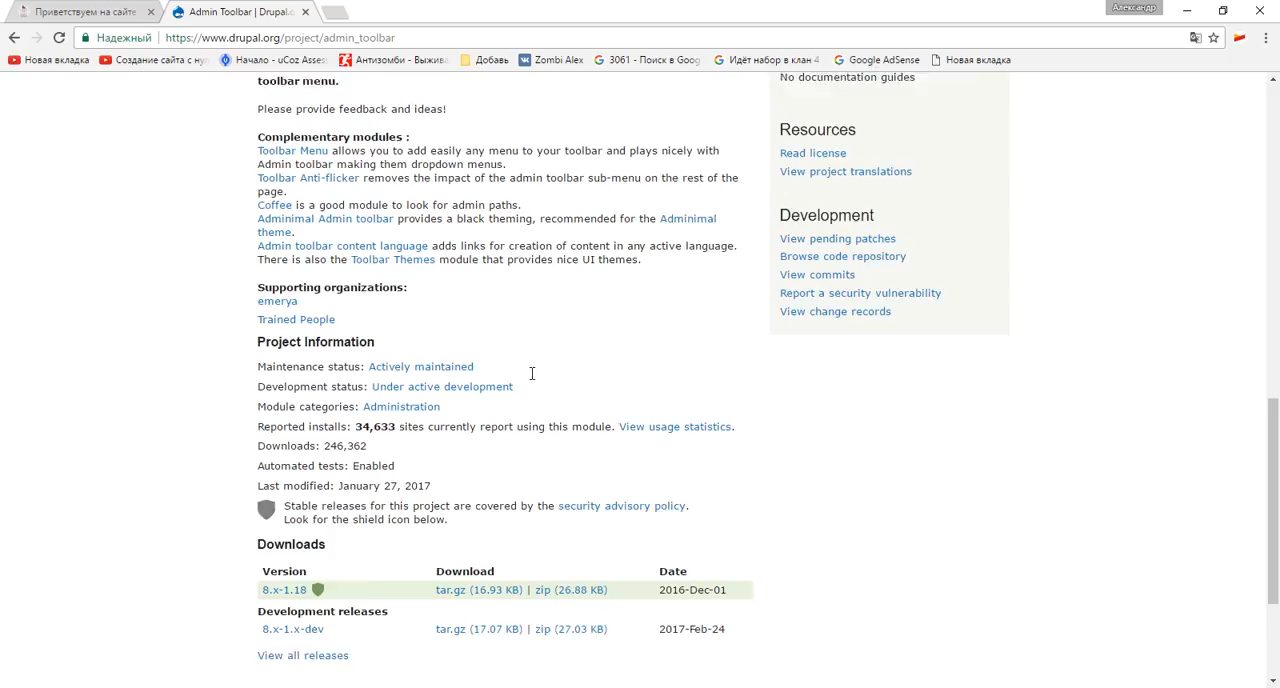 Приветствуем на сайте
Admin Toolbar | Drupal.o
Александр
Надежный
https://www.drupal.org/project/admin_toolbar
Новая вкладка
Создание сайта с ну
Начало - uCoz Asses
Антизомби - Выжива
Добавь
Zombi Alex
3061 - Поиск в Goog
Идёт набор в клан 4
Google AdSense
Новая вкладка
toolbar menu.
Please provide feedback and ideas!
Complementary modules :
Toolbar Menu allows you to add easily any menu to your toolbar and plays nicely with
Admin toolbar making them dropdown menus.
Toolbar Anti-flicker removes the impact of the admin toolbar sub-menu on the rest of the
page.
Coffee is a good module to look for admin paths.
Adminimal Admin toolbar provides a black theming, recommended for the Adminimal
theme.
Admin toolbar content language adds links for creation of content in any active language.
There is also the Toolbar Themes module that provides nice UI themes.
Supporting organizations:
emerya
Trained People
Project Information
Maintenance status: Actively maintained
Development status: Under active development
Module categories: Administration
Reported installs: 34,633 sites currently report using this module. View usage statistics.
Downloads: 246,362
Automated tests: Enabled
Last modified: January 27, 2017
Stable releases for this project are covered by the security advisory policy.
Look for the shield icon below.
Downloads
Version Download Date
8.x-1.18 tar.gz (16.93 KB) | zip (26.88 KB) 2016-Dec-01
Development releases
8.x-1.x-dev tar.gz (17.07 KB) | zip (27.03 KB) 2017-Feb-24
View all releases
No documentation guides
Resources
Read license
View project translations
Development
View pending patches
Browse code repository
View commits
Report a security vulnerability
View change records